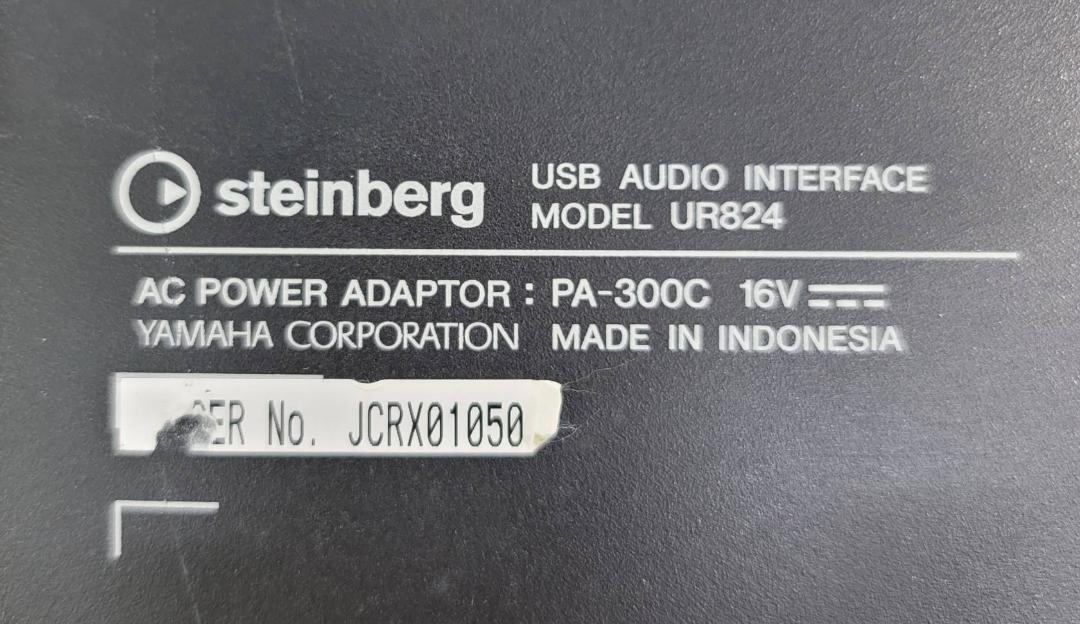 steinberg
USB AUDIO INTERFACE
MODEL UR824
AC POWER ADAPTOR : PA-300C 16V
YAMAHA CORPORATION MADE IN INDONESIA
SER No. JCRX01050